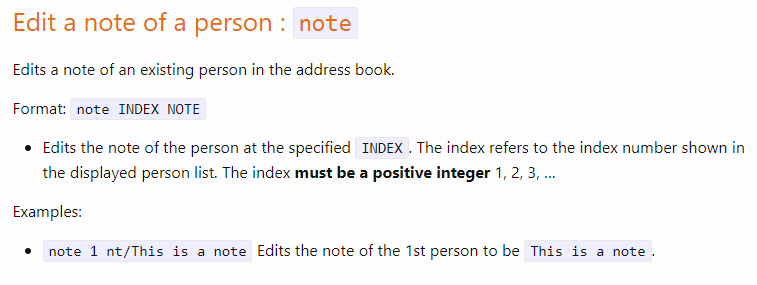 Edit a note of a person : note
Edits a note of an existing person in the address book.
Format: note INDEX NOTE
• Edits the note of the person at the specified INDEX. The index refers to the index number shown in
the displayed person list. The index must be a positive integer 1, 2, 3, …
Examples:
• note 1 nt/This is a note Edits the note of the 1st person to be This is a note.